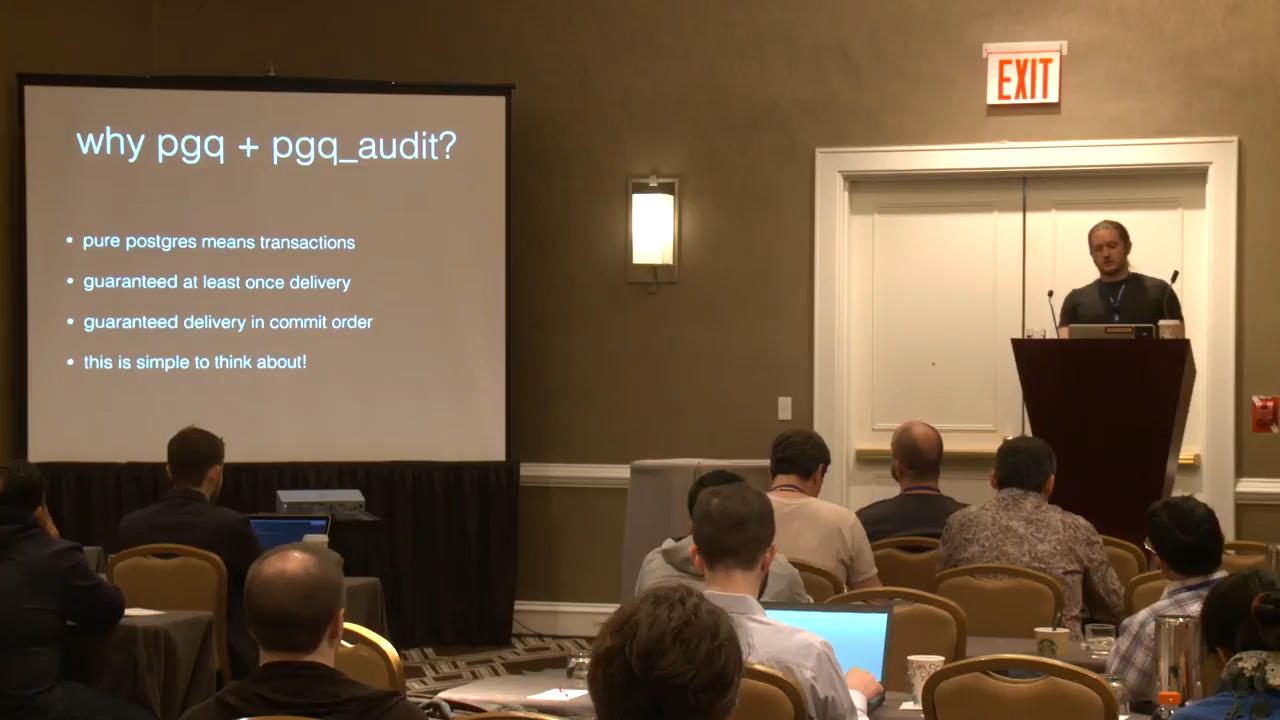 why pgq + pgq_audit?
• pure postgres means transactions
• guaranteed at least once delivery
• guaranteed delivery in commit order
• this is simple to think about!
EXIT